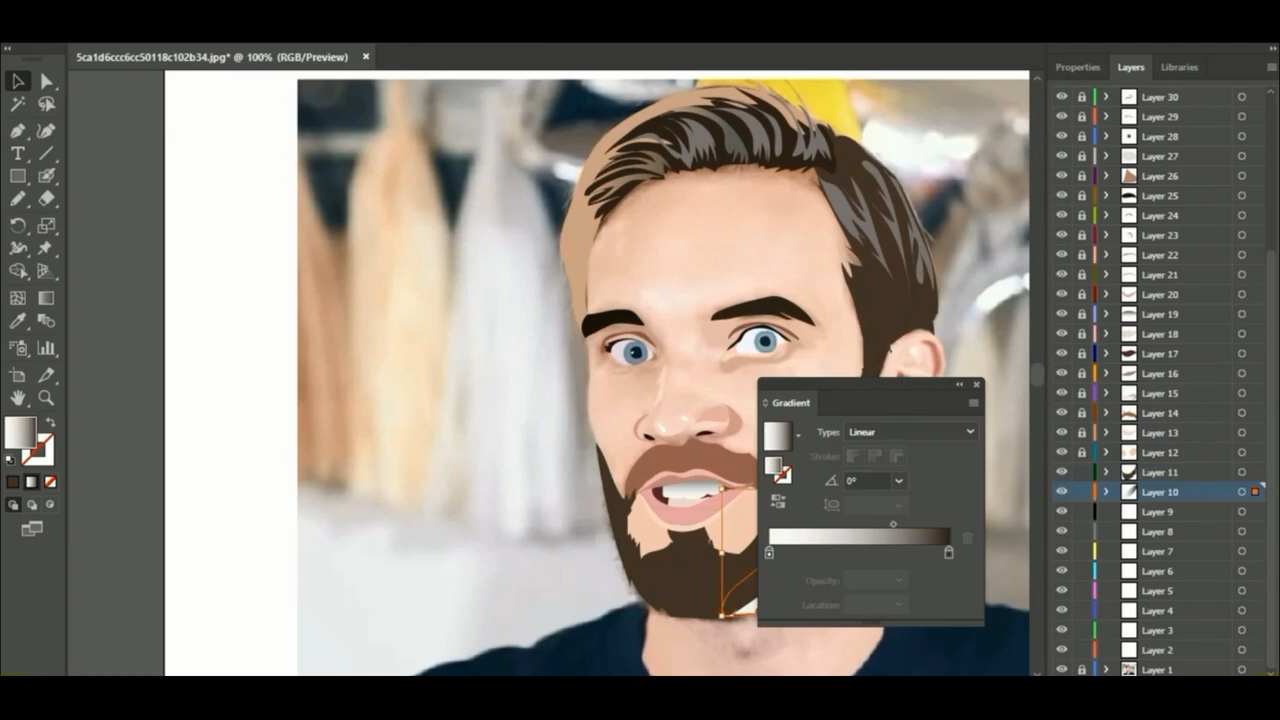 5ca1d6ccc6cc50118c102b34.jpg* @ 100% (RGB/Preview)
Properties Layers Libraries
Layer 30
Layer 29
Layer 28
Layer 27
Layer 26
Layer 25
Layer 24
Layer 23
Layer 22
Layer 21
Layer 20
Layer 19
Layer 18
Layer 17
Layer 16
Layer 15
Layer 14
Layer 13
Layer 12
Layer 11
Layer 10
Layer 9
Layer 8
Layer 7
Layer 6
Layer 5
Layer 4
Layer 3
Layer 2
Layer 1
Gradient
Type: Linear
Stroke:
0°
Opacity:
Location: